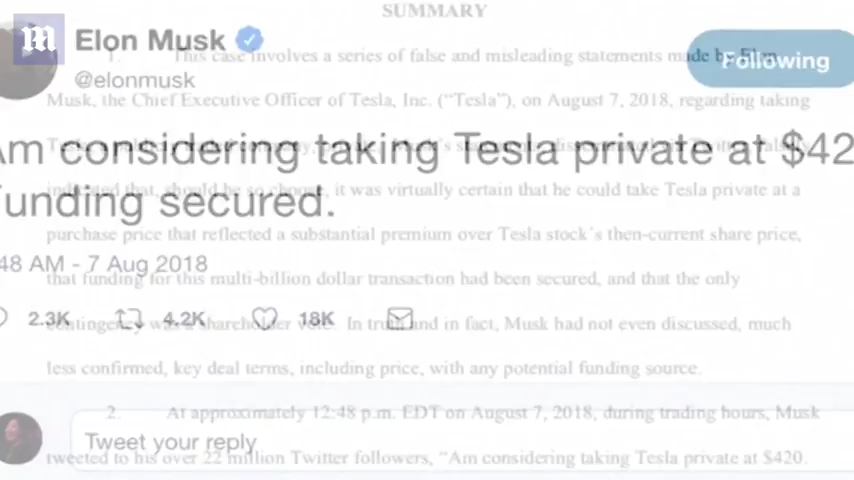 SUMMARY
m
Elon Musk
Following
1. This case involves a series of false and misleading statements made by Elon
@elonmusk
Musk, the Chief Executive Officer of Tesla, Inc. ("Tesla"), on August 7, 2018, regarding taking
Am considering taking Tesla private at $42
indicated that, should he so choose, it was virtually certain that he could take Tesla private at a
unding secured.
purchase price that reflected a substantial premium over Tesla stock's then-current share price,
48 AM - 7 Aug 2018
that funding for this multi-billion dollar transaction had been secured, and that the only
2.3K 4.2K 18K
contingency was a shareholder vote. In truth and in fact, Musk had not even discussed, much
less confirmed, key deal terms, including price, with any potential funding source.
2. At approximately 12:48 p.m. EDT on August 7, 2018, during trading hours, Musk
Tweet your reply
tweeted to his over 22 million Twitter followers, "Am considering taking Tesla private at $420.